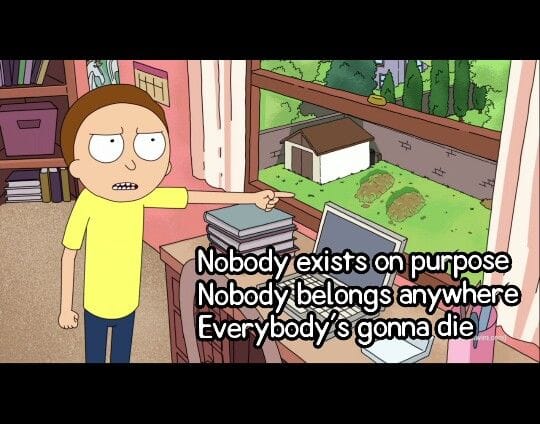 Nobody exists on purpose
Nobody belongs anywhere
Everybody's gonna die